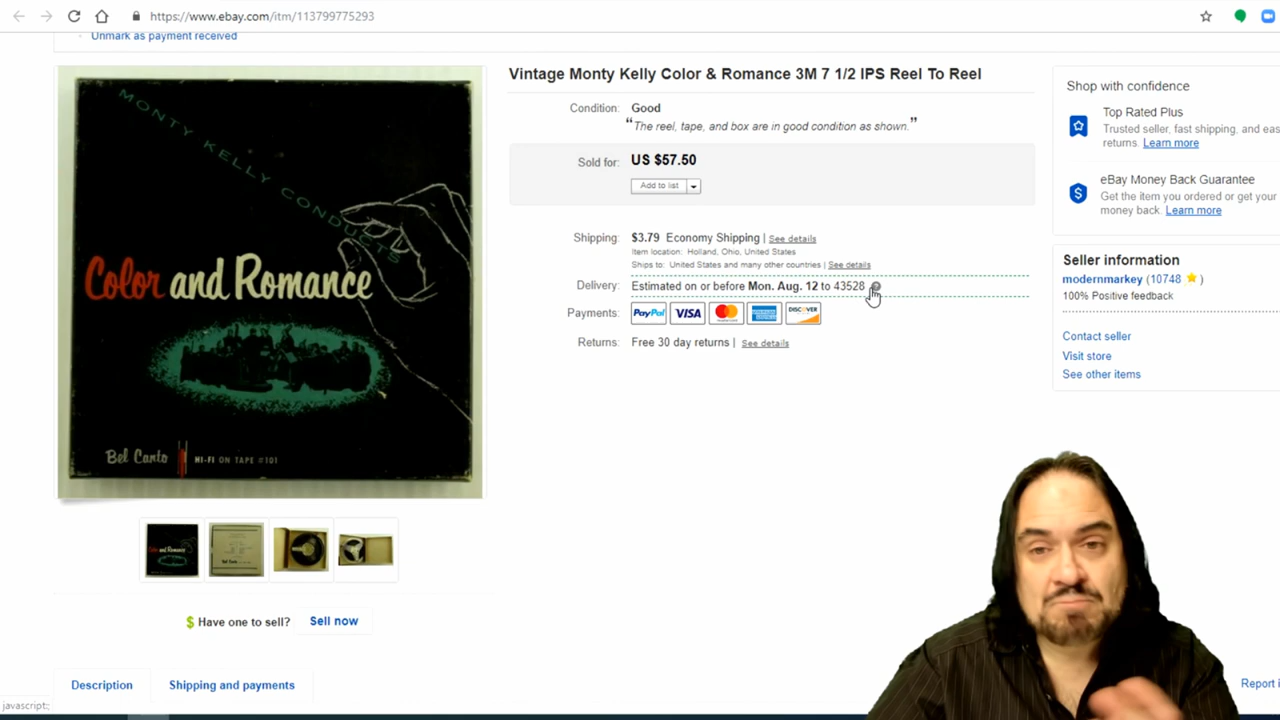 https://www.ebay.com/itm/113799775293
Unmark as payment received
MONTY KELLY CONDUCTS
Color and Romance
Bel Canto HI-FI ON TAPE #101
Color and Romance
$ Have one to sell? Sell now
Description Shipping and payments
javascript:;
Vintage Monty Kelly Color & Romance 3M 7 1/2 IPS Reel To Reel
Condition: Good
“The reel, tape, and box are in good condition as shown.”
Sold for: US $57.50
Add to list
Shipping: $3.79 Economy Shipping | See details
Item location: Holland, Ohio, United States
Ships to: United States and many other countries | See details
Delivery: Estimated on or before Mon. Aug. 12 to 43528
Payments: PayPal VISA MasterCard AMERICAN EXPRESS DISCOVER
Returns: Free 30 day returns | See details
Shop with confidence
Top Rated Plus
Trusted seller, fast shipping, and eas
returns. Learn more
eBay Money Back Guarantee
Get the item you ordered or get your
money back. Learn more
Seller information
modernmarkey (10748 )
100% Positive feedback
Contact seller
Visit store
See other items
Report i